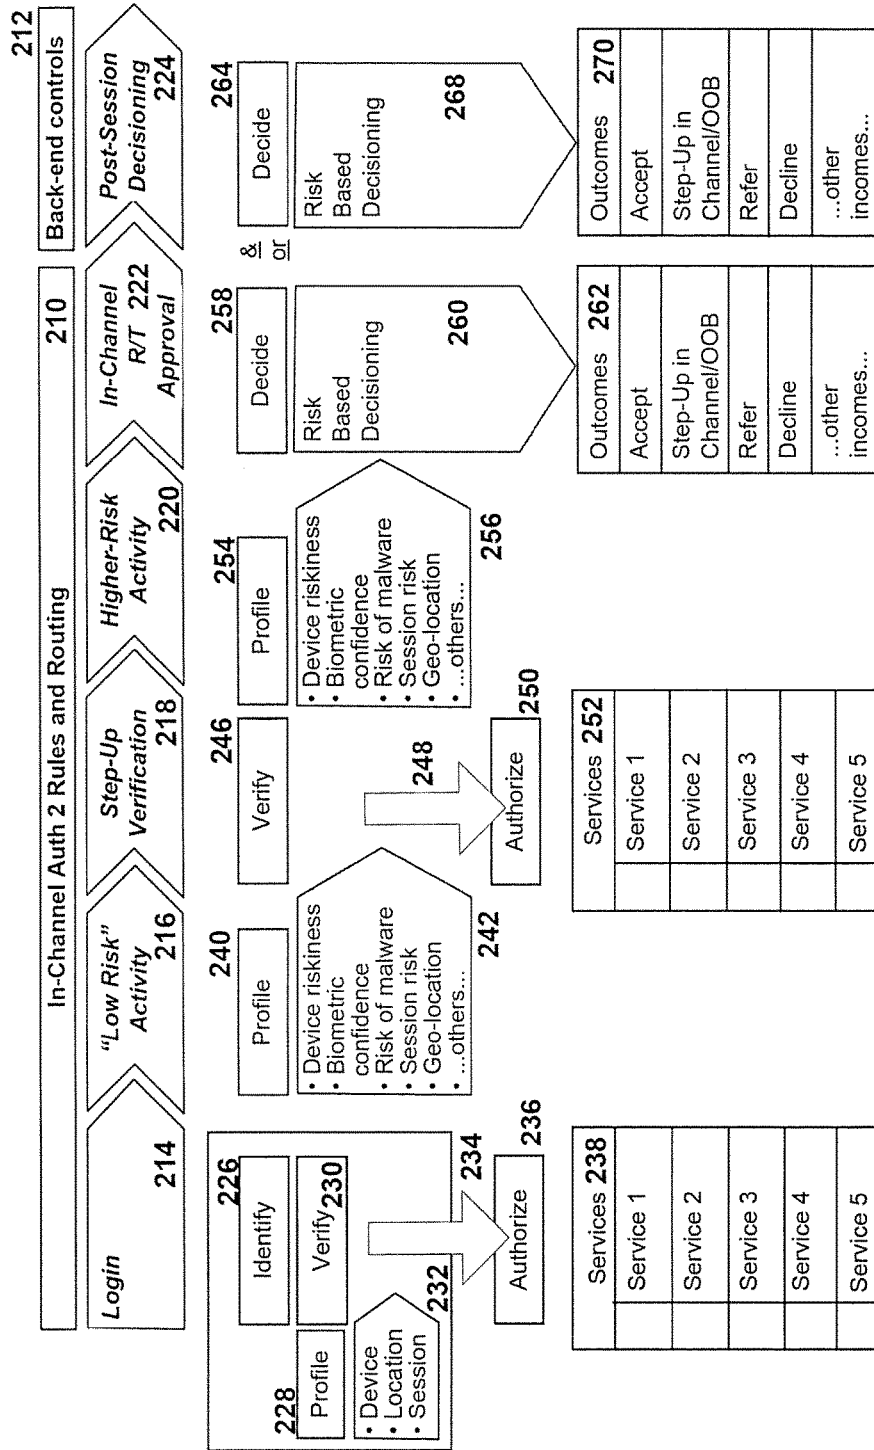 In-Channel Auth 2 Rules and Routing
210
Back-end controls
212
Login
214
"Low Risk"
Activity
216
Step-Up
Verification
218
Higher-Risk
Activity
220
In-Channel
R/T 222
Approval
Post-Session
Decisioning
224
226
Identify
228
Profile
Verify
230
• Device
• Location
• Session
232
234
236
Authorize
Services 238
Service 1
Service 2
Service 3
Service 4
Service 5
240
Profile
• Device riskiness
• Biometric
confidence
• Risk of malware
• Session risk
• Geo-location
• ...others...
242
246
Verify
248
250
Authorize
Services 252
Service 1
Service 2
Service 3
Service 4
Service 5
254
Profile
• Device riskiness
• Biometric
confidence
• Risk of malware
• Session risk
• Geo-location
• ...others...
256
258
Decide
Risk
Based
Decisioning
260
Outcomes 262
Accept
Step-Up in
Channel/OOB
Refer
Decline
...other
incomes...
&
or
264
Decide
Risk
Based
Decisioning
268
Outcomes 270
Accept
Step-Up in
Channel/OOB
Refer
Decline
...other
incomes...